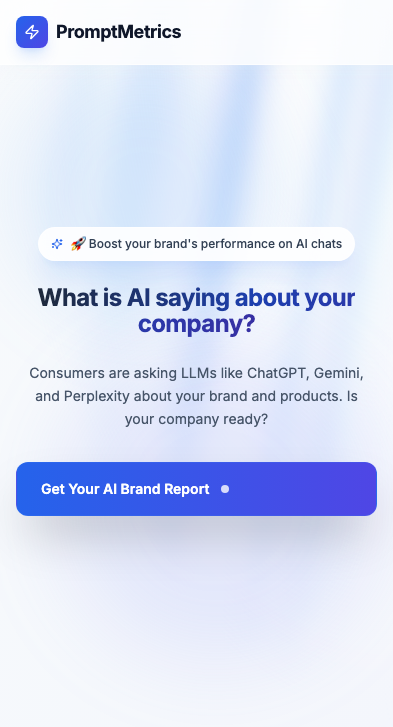 PromptMetrics
🚀 Boost your brand's performance on AI chats
What is AI saying about your
company?
Consumers are asking LLMs like ChatGPT, Gemini,
and Perplexity about your brand and products. Is
your company ready?
Get Your AI Brand Report